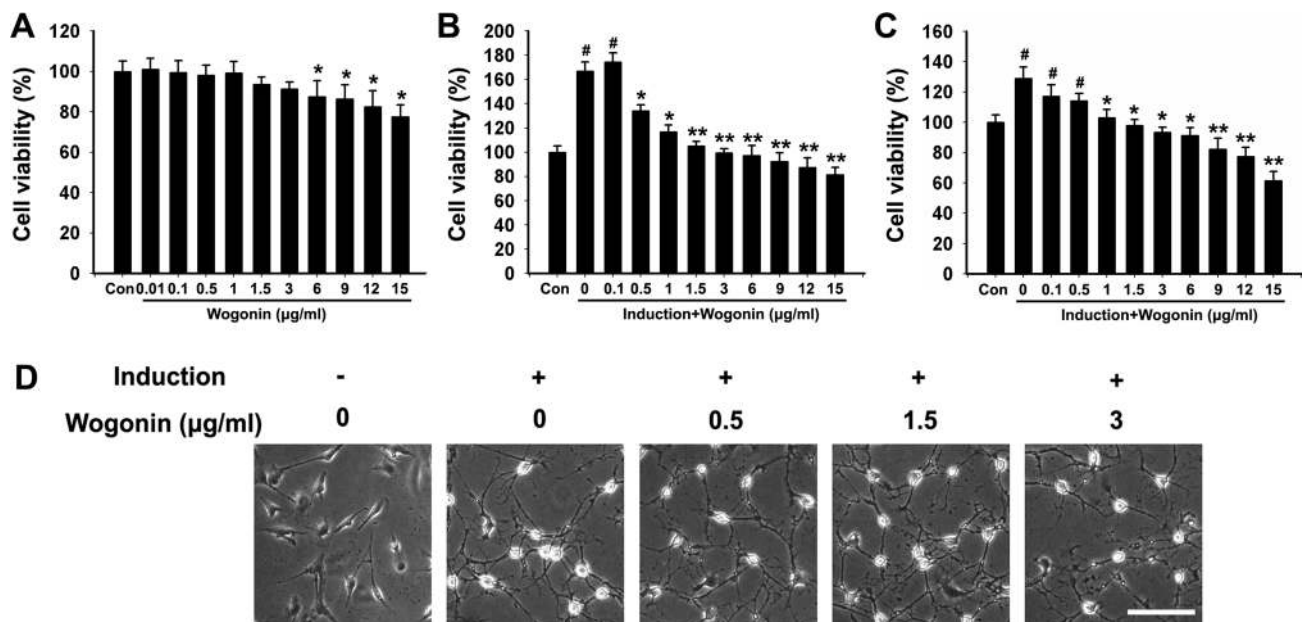 A
Cell viability (%)
120
100
80
60
40
20
0
* * * *
Con 0.01 0.1 0.5 1 1.5 3 6 9 12 15
Wogonin (µg/ml)
B
Cell viability (%)
200
180
160
140
120
100
80
60
40
20
0
# # * * ** ** ** ** ** **
Con 0 0.1 0.5 1 1.5 3 6 9 12 15
Induction+Wogonin (µg/ml)
C
Cell viability (%)
160
140
120
100
80
60
40
20
0
# # # * * * * ** ** **
Con 0 0.1 0.5 1 1.5 3 6 9 12 15
Induction+Wogonin (µg/ml)
D
Induction - + + + +
Wogonin (µg/ml) 0 0 0.5 1.5 3